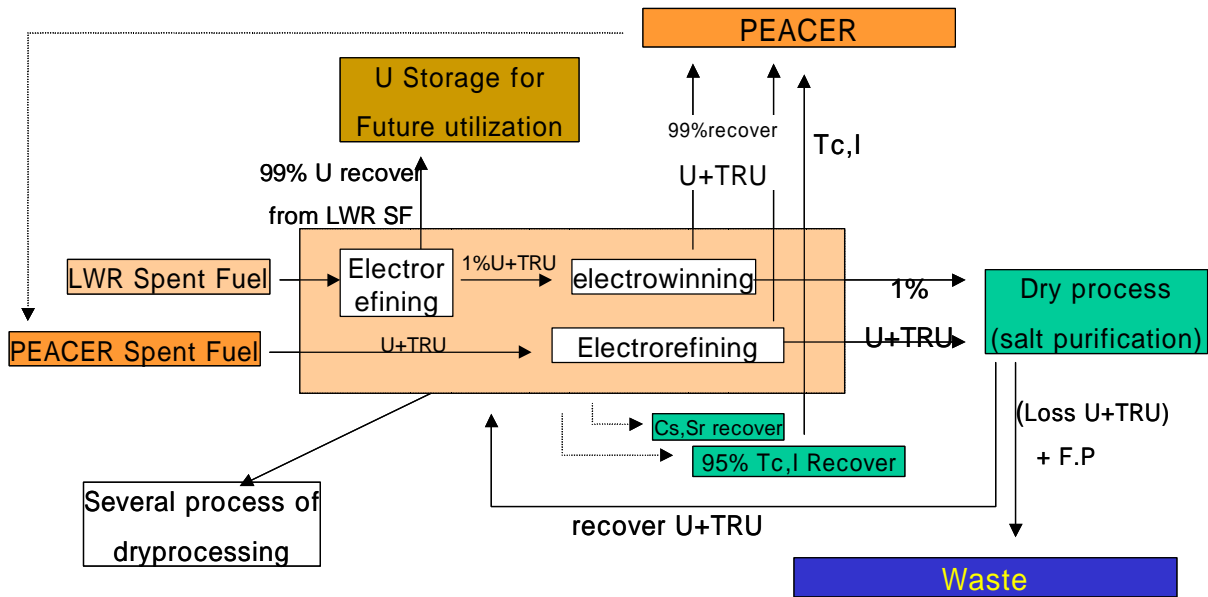 PEACER
U Storage for
Future utilization
99%recover
Tc,I
99% U recover
U+TRU
from LWR SF
LWR Spent Fuel
Electror
efining
1%U+TRU
electrowinning
1%
Dry process
(salt purification)
PEACER Spent Fuel
U+TRU
Electrorefining
U+TRU
(Loss U+TRU)
+ F.P
Cs,Sr recover
95% Tc,I Recover
Several process of
dryprocessing
recover U+TRU
Waste